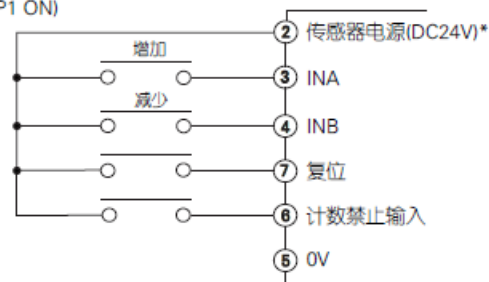 P1 ON)
② 传感器电源(DC24V)*
增加
③ INA
减少
④ INB
⑦ 复位
⑥ 计数禁止输入
⑤ 0V